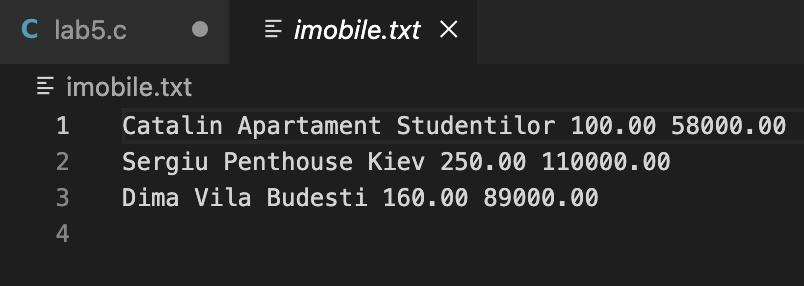 C lab5.c imobile.txt
imobile.txt
1 Catalin Apartament Studentilor 100.00 58000.00
2 Sergiu Penthouse Kiev 250.00 110000.00
3 Dima Vila Budesti 160.00 89000.00
4